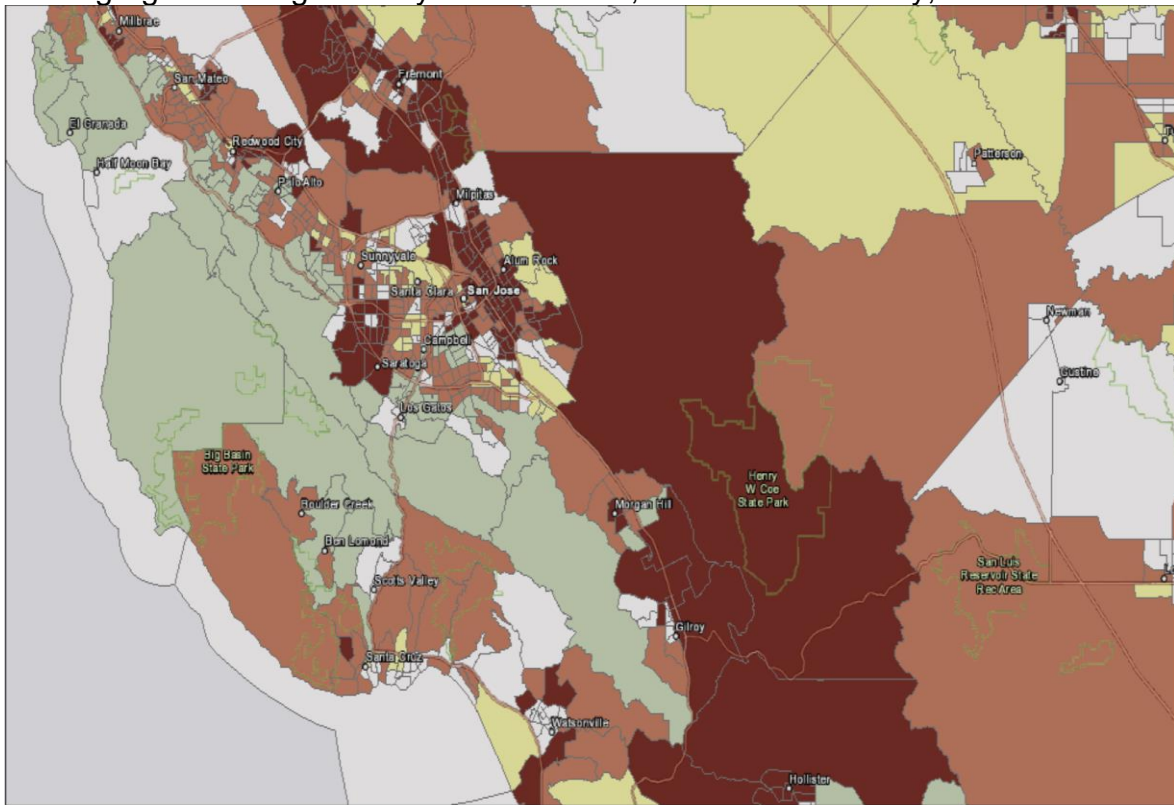 Millbrae
San Mateo
Fremont
El Granada
Redwood City
Half Moon Bay
Palo Alto
Patterson
Milpitas
Sunnyvale
Alum Rock
Santa Clara
San Jose
Newman
Campbell
Saratoga
Gustine
Los Gatos
Big Basin
State Park
Henry
W Coe
State Park
Boulder Creek
Morgan Hill
Ben Lomond
San Luis
Reservoir State
Rec Area
Scotts Valley
Gilroy
Santa Cruz
Watsonville
Hollister